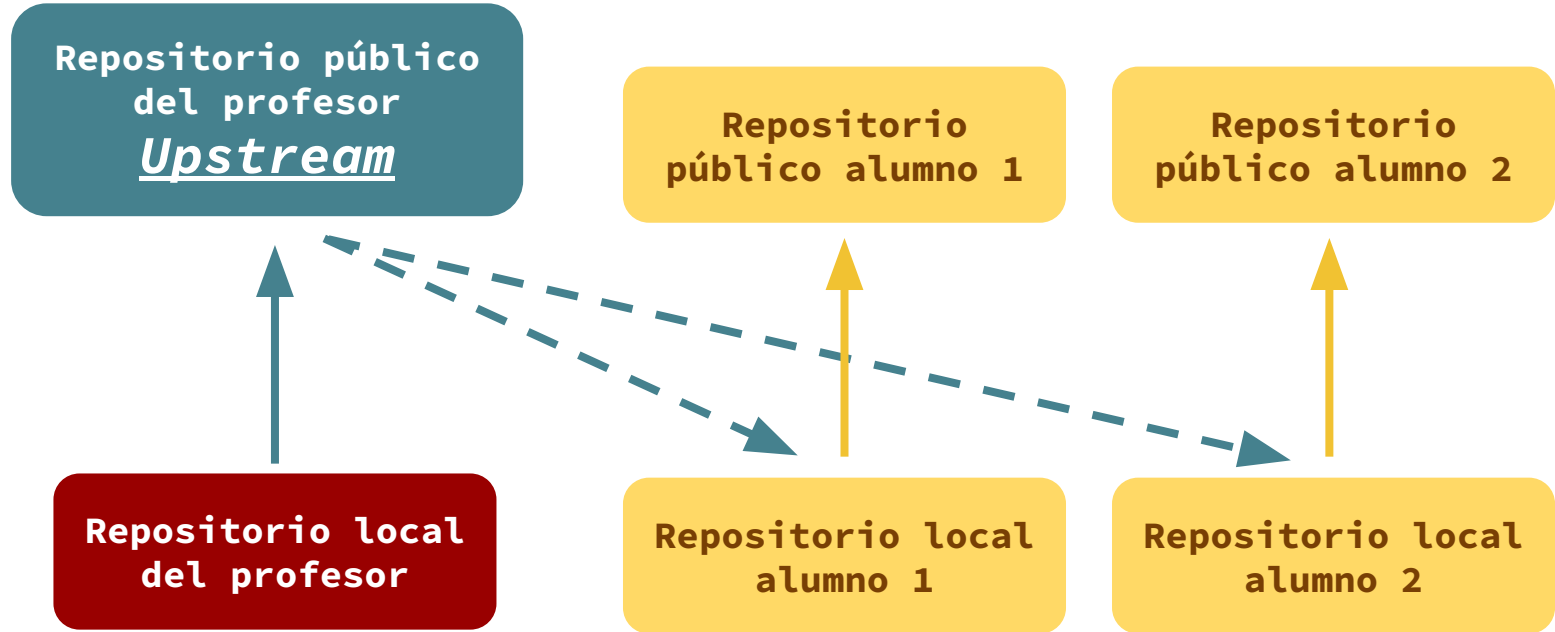 Repositorio público
del profesor
Upstream
Repositorio
público alumno 1
Repositorio
público alumno 2
Repositorio local
del profesor
Repositorio local
alumno 1
Repositorio local
alumno 2